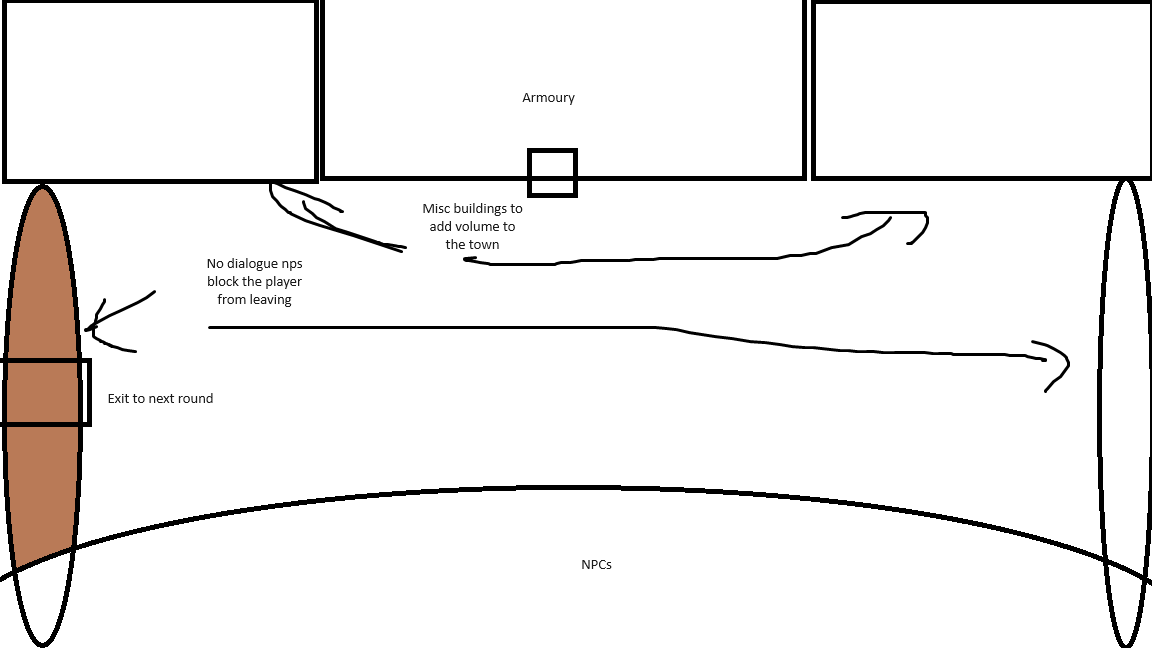 Armoury
Misc buildings to
add volume to
the town
No dialogue nps
block the player
from leaving
Exit to next round
NPCs